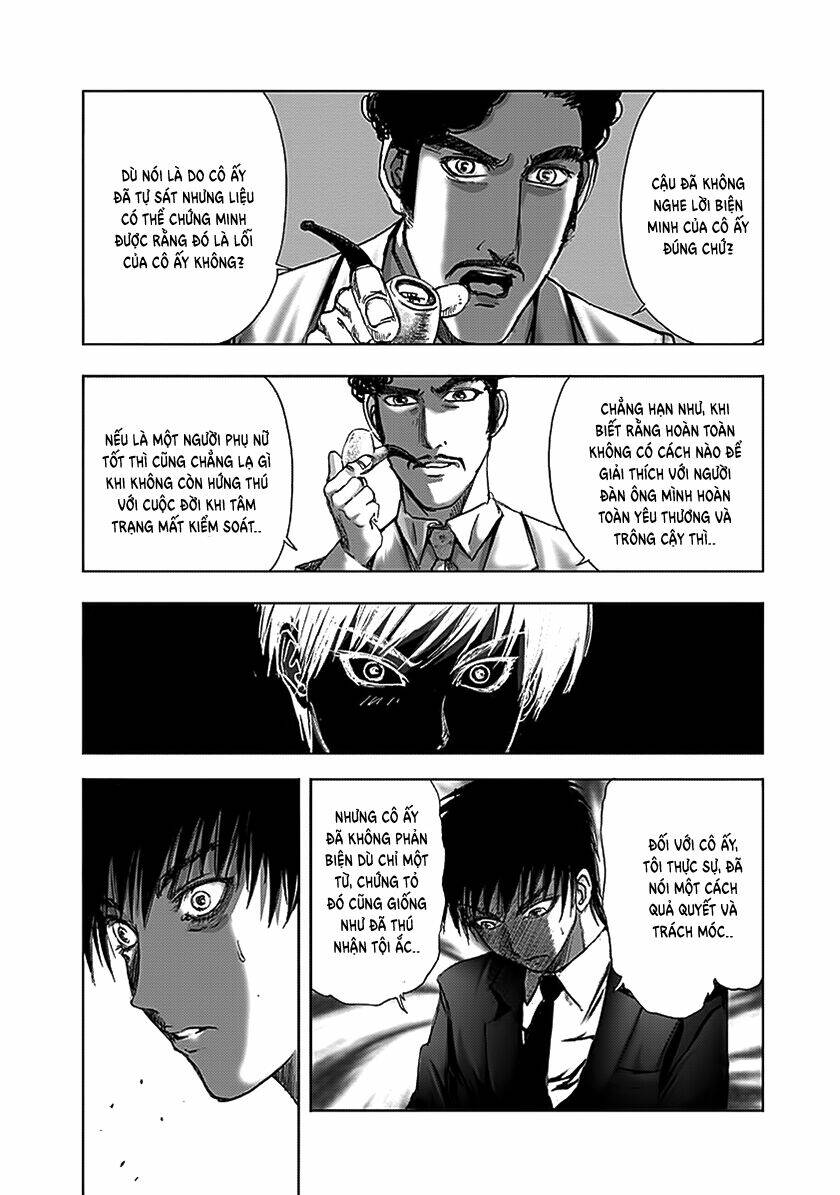 CẬU ĐÃ KHÔNG
NGHE LỜI BIỆN
MINH CỦA CÔ ẤY
ĐÚNG CHỨ?
DÙ NÓI LÀ DO CÔ ẤY
ĐÃ TỰ SÁT NHƯNG LIỆU
CÓ THỂ CHỨNG MINH
ĐƯỢC RẰNG ĐÓ LÀ LỖI
CỦA CÔ ẤY KHÔNG?
CHẲNG HẠN NHƯ, KHI
BIẾT RẰNG HOÀN TOÀN
KHÔNG CÓ CÁCH NÀO ĐỂ
GIẢI THÍCH VỚI NGƯỜI
ĐÀN ÔNG MÌNH HOÀN
TOÀN YÊU THƯƠNG VÀ
TRÔNG CẬY THÌ..
NẾU LÀ MỘT NGƯỜI PHỤ NỮ
TỐT THÌ CŨNG CHẲNG LẠ GÌ
KHI KHÔNG CÒN HỨNG THÚ
VỚI CUỘC ĐỜI KHI TÂM
TRẠNG MẤT KIỂM SOÁT..
ĐỐI VỚI CÔ ẤY,
TÔI THỰC SỰ, ĐÃ
NÓI MỘT CÁCH
QUẢ QUYẾT VÀ
TRÁCH MÓC..
NHƯNG CÔ ẤY
ĐÃ KHÔNG PHẢN
BIỆN DÙ CHỈ MỘT
TỪ, CHỨNG TỎ
ĐÓ CŨNG GIỐNG
NHƯ ĐÃ THÚ
NHẬN TỘI ÁC..